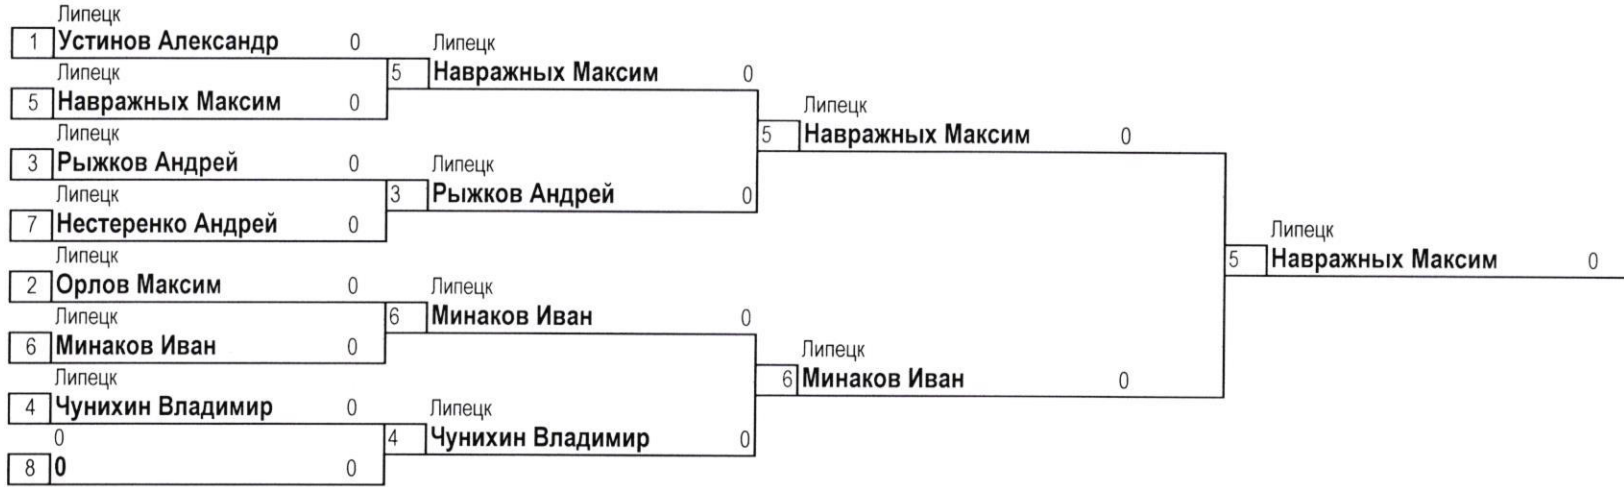 Липецк
1 Устинов Александр 0
Липецк
5 Навражных Максим 0
Липецк
3 Рыжков Андрей 0
Липецк
7 Нестеренко Андрей 0
Липецк
2 Орлов Максим 0
Липецк
6 Минаков Иван 0
Липецк
4 Чунихин Владимир 0
0
8 0 0
Липецк
5 Навражных Максим 0
Липецк
3 Рыжков Андрей 0
Липецк
6 Минаков Иван 0
Липецк
4 Чунихин Владимир 0
Липецк
5 Навражных Максим 0
Липецк
6 Минаков Иван 0
Липецк
5 Навражных Максим 0